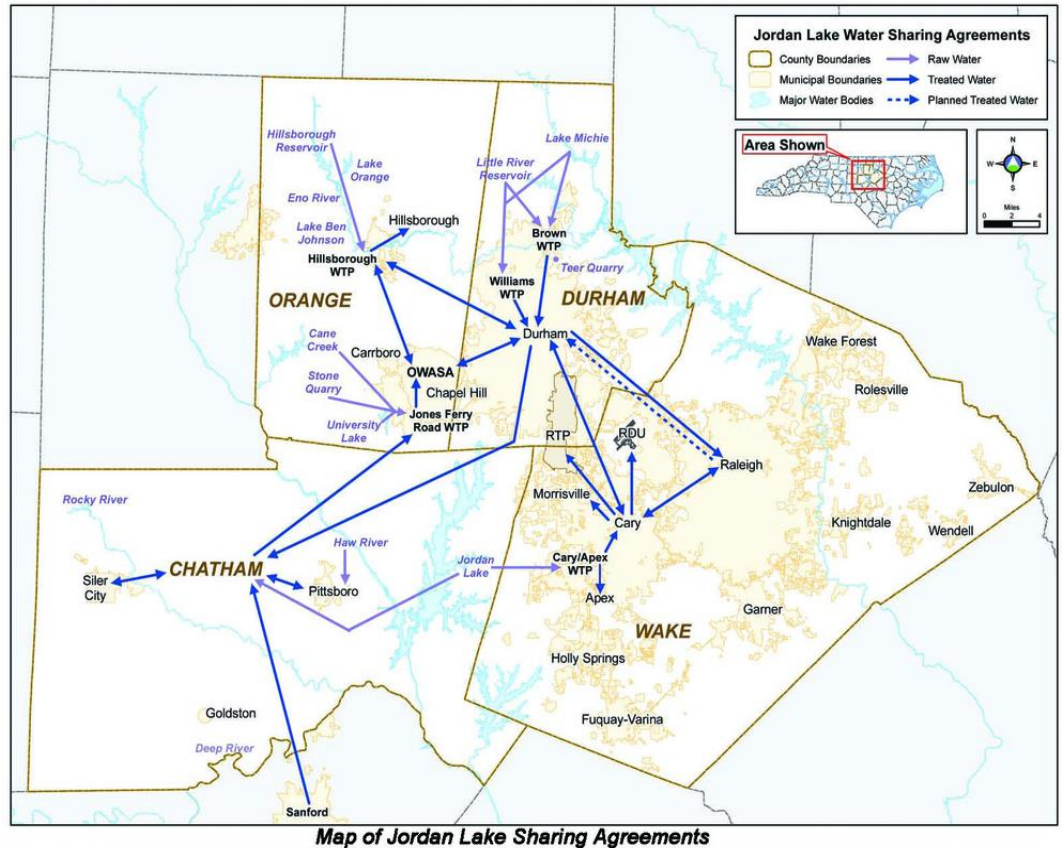 Jordan Lake Water Sharing Agreements
County Boundaries
Raw Water
Municipal Boundaries
Treated Water
Major Water Bodies
Planned Treated Water
Area Shown
N
W
E
S
Miles
0 2 4
Hillsborough
Reservoir
Lake
Orange
Eno River
Lake Ben
Johnson
Hillsborough
Hillsborough
WTP
ORANGE
Lake Michie
Little River
Reservoir
Brown
WTP
Teer Quarry
Williams
WTP
DURHAM
Durham
Cane
Creek
Carrboro
OWASA
Stone
Quarry
Chapel Hill
Jones Ferry
Road WTP
University
Lake
Wake Forest
Rolesville
RTP
RDU
Raleigh
Zebulon
Morrisville
Cary
Knightdale
Wendell
Rocky River
Haw River
Jordan
Lake
Cary/Apex
WTP
CHATHAM
Siler
City
Pittsboro
Apex
Garner
WAKE
Holly Springs
Goldston
Fuquay-Varina
Deep River
Sanford
Map of Jordan Lake Sharing Agreements